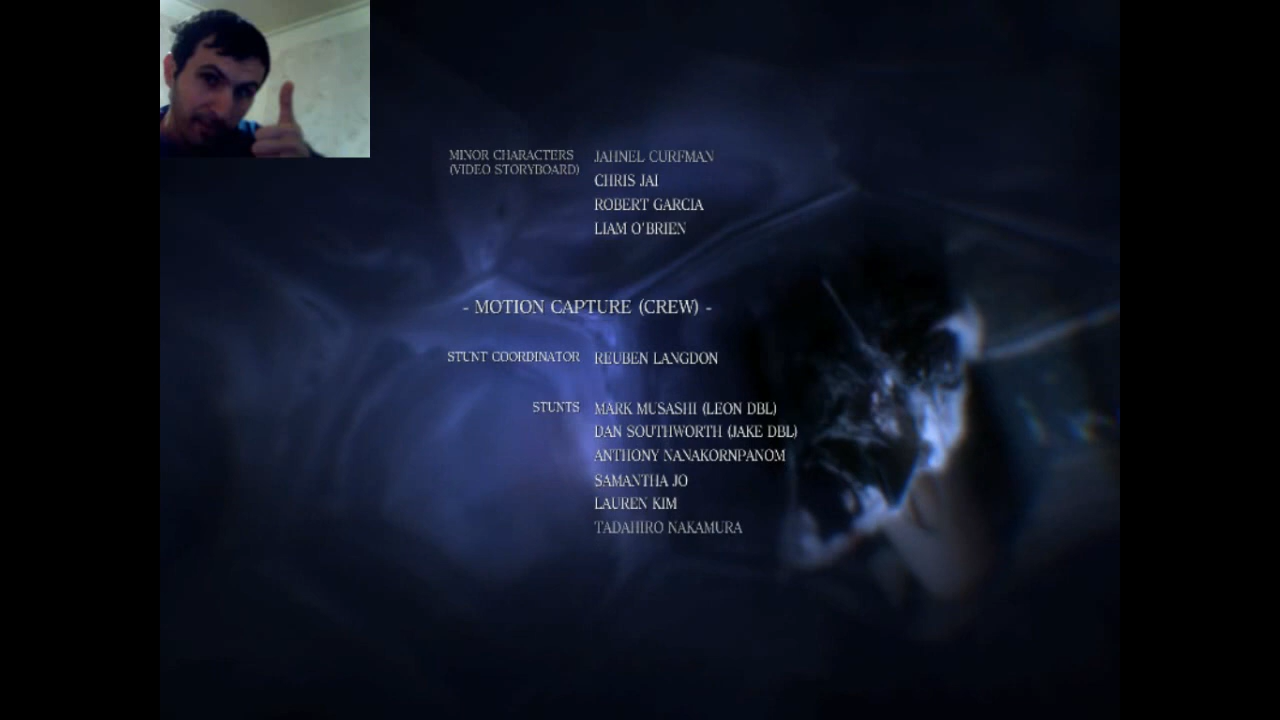 MINOR CHARACTERS JAHNEL CURFMAN
(VIDEO STORYBOARD)
CHRIS JAI
ROBERT GARCIA
LIAM O'BRIEN
- MOTION CAPTURE (CREW) -
STUNT COORDINATOR REUBEN LANGDON
STUNTS MARK MUSASHI (LEON DBL)
DAN SOUTHWORTH (JAKE DBL)
ANTHONY NANAKORNPANOM
SAMANTHA JO
LAUREN KIM
TADAHIRO NAKAMURA